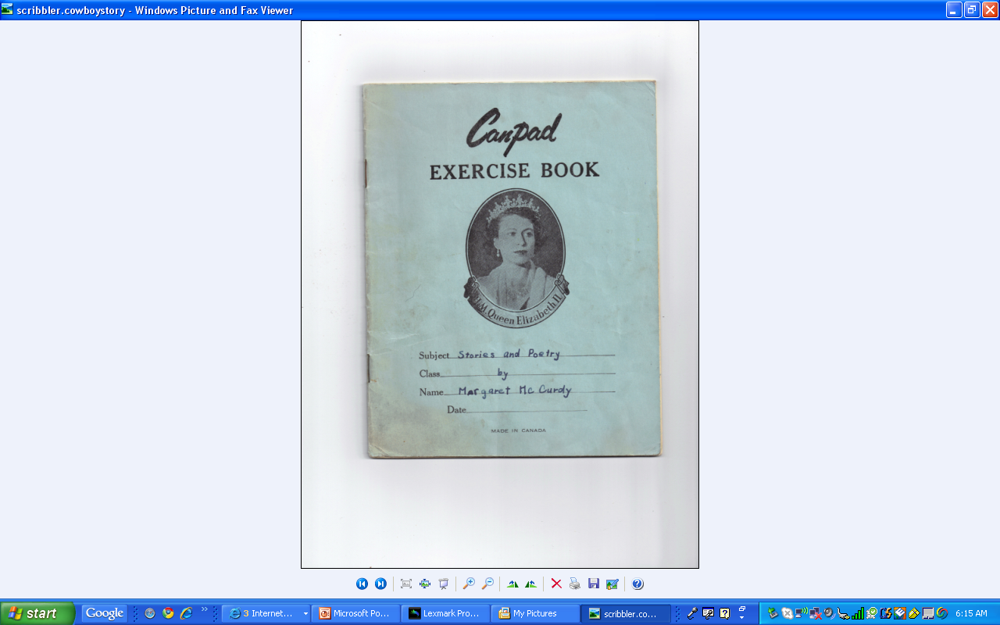 scribbler.cowboystory - Windows Picture and Fax Viewer
Canpad
EXERCISE BOOK
H.M. Queen Elizabeth II
Subject Stories and Poetry
Class by
Name Margaret Mc Curdy
Date
MADE IN CANADA
start
Google
3 Internet...
Microsoft Po...
Lexmark Pro...
My Pictures
scribbler.co...
6:15 AM